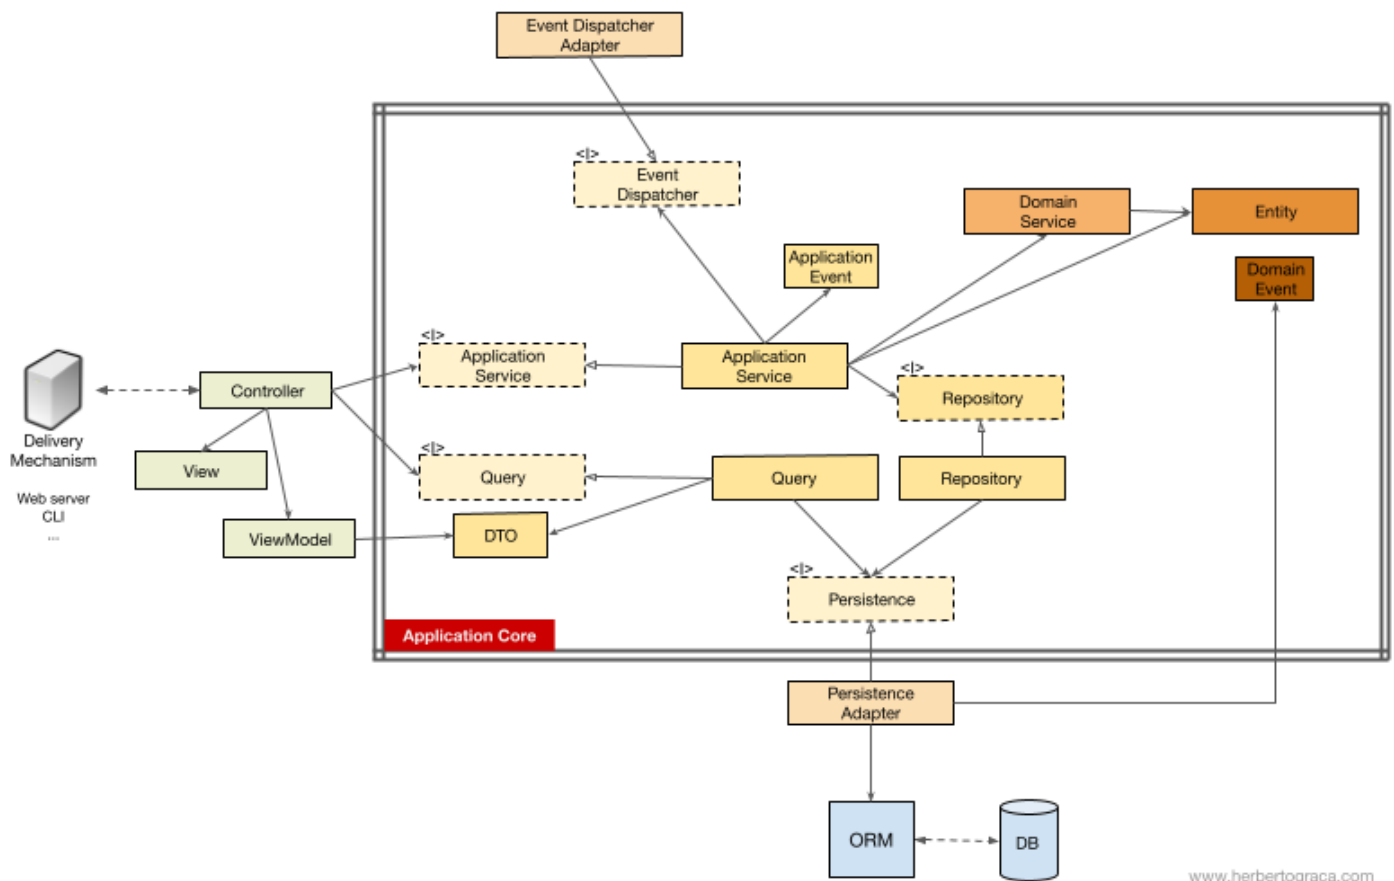 Event Dispatcher
Adapter
<I>
Event
Dispatcher
Domain
Service
Entity
Application
Event
Domain
Event
<I>
Application
Service
Application
Service
<I>
Repository
Controller
Delivery
Mechanism
Web server
CLI
...
View
<I>
Query
Query
Repository
ViewModel
DTO
<I>
Persistence
Application Core
Persistence
Adapter
ORM
DB
www.herbertograca.com